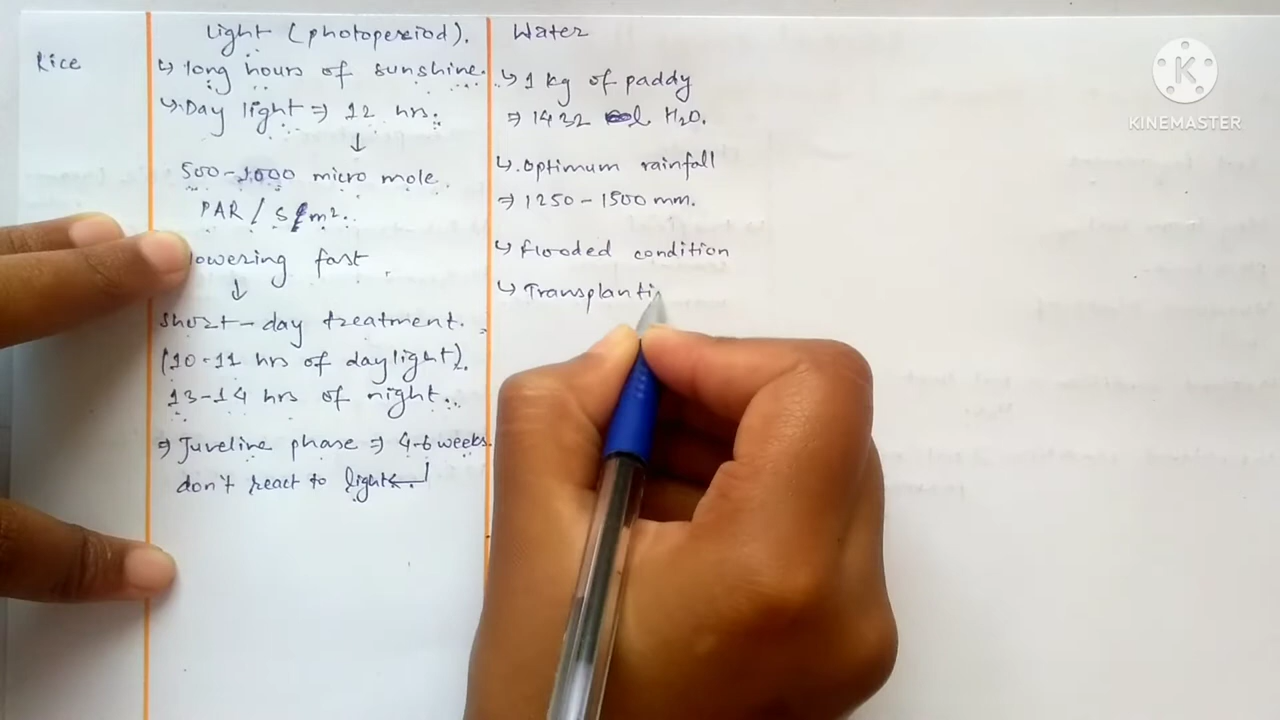 Light (photoperiod).
Water
Rice
↳ long hours of sunshine.
↳ Day light ⇒ 12 hrs.
↓
500-1000 micro mole.
PAR / S/m².
lowering fast
↓
Short-day treatment.
(10-11 hrs of daylight).
13-14 hrs of night.
⇒ Juveline phase ⇒ 4-6 weeks.
don't react to light ↵
↳ 1 kg of paddy
⇒ 1432 l H₂O.
↳ Optimum rainfall
⇒ 1250-1500 mm.
↳ flooded condition
↳ Transplanti
K
KINEMASTER